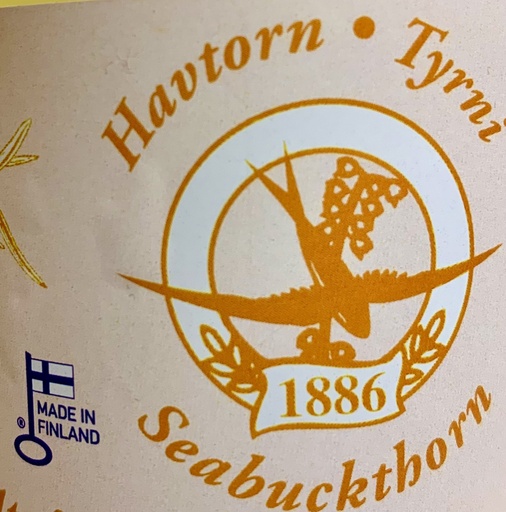 Havtorn • Tyrni
1886
Seabuckthorn
MADE IN
® FINLAND